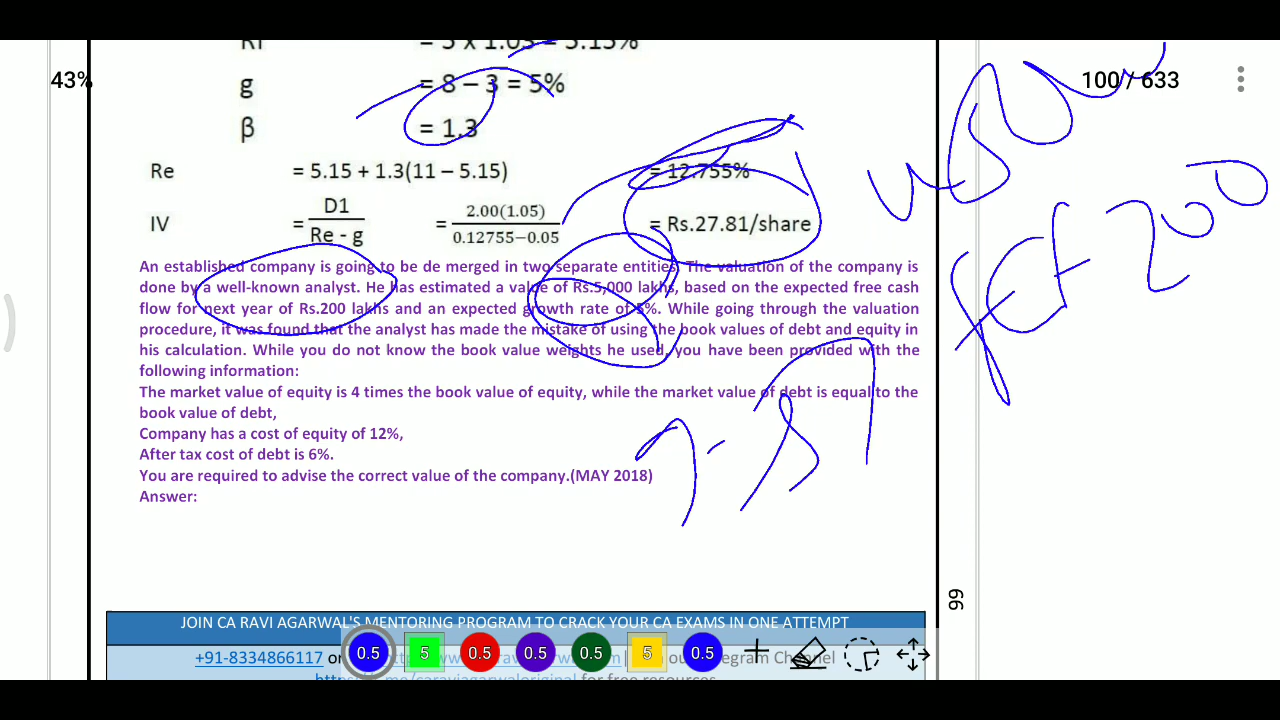 43%
100 / 633
Rf = 5 x 1.03 = 5.15%
g = 8 – 3 = 5%
β = 1.3
Re = 5.15 + 1.3(11 – 5.15) = 12.755%
IV = D1 / Re - g = 2.00(1.05) / 0.12755−0.05 = Rs.27.81/share
An established company is going to be de merged in two separate entities. The valuation of the company is
done by a well-known analyst. He has estimated a value of Rs.5,000 lakhs, based on the expected free cash
flow for next year of Rs.200 lakhs and an expected growth rate of 5%. While going through the valuation
procedure, it was found that the analyst has made the mistake of using the book values of debt and equity in
his calculation. While you do not know the book value weights he used, you have been provided with the
following information:
The market value of equity is 4 times the book value of equity, while the market value of debt is equal to the
book value of debt,
Company has a cost of equity of 12%,
After tax cost of debt is 6%.
You are required to advise the correct value of the company.(MAY 2018)
Answer:
99
JOIN CA RAVI AGARWAL'S MENTORING PROGRAM TO CRACK YOUR CA EXAMS IN ONE ATTEMPT
+91-8334866117 or
0.5 5 0.5 0.5 0.5 5 0.5
for free resources